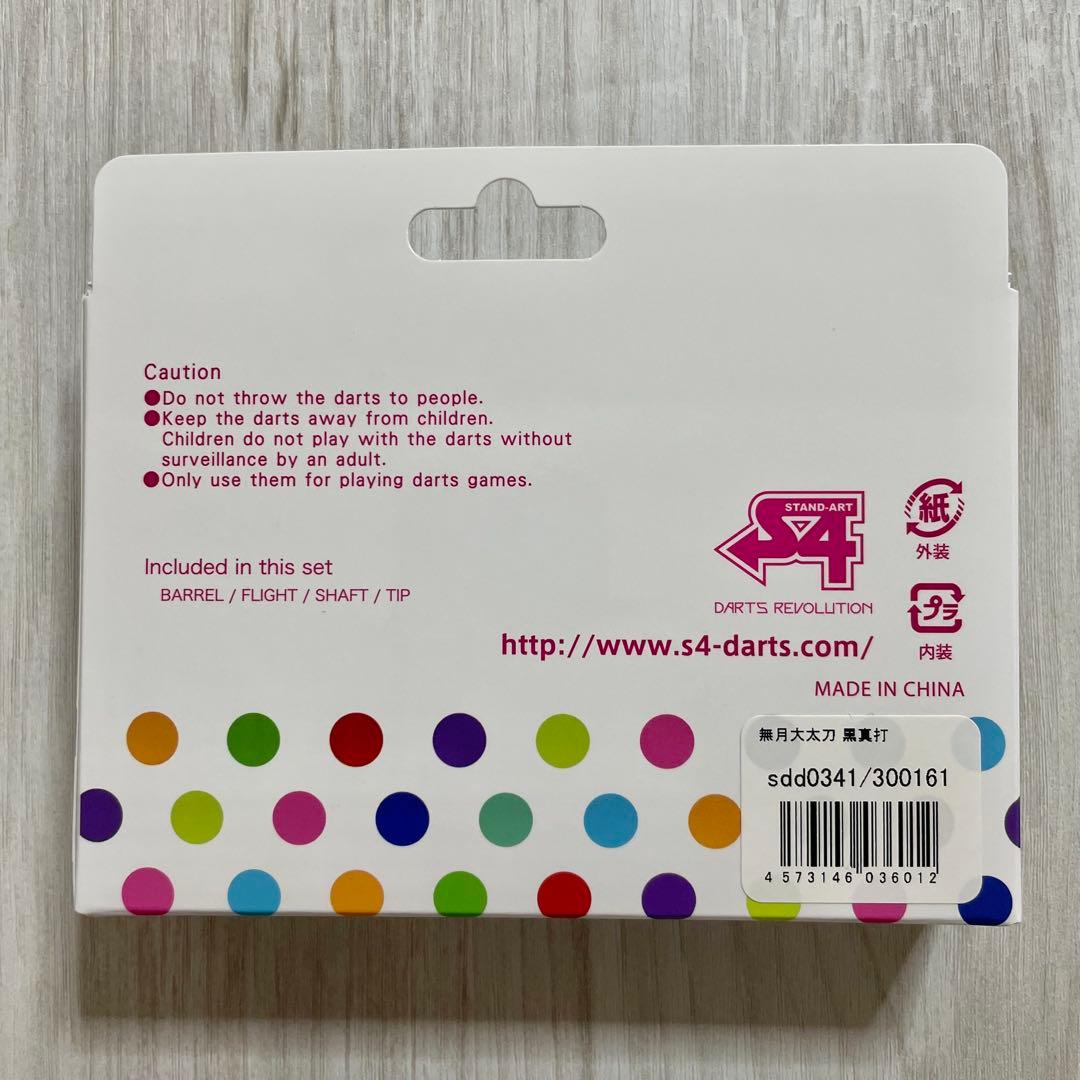 Caution
●Do not throw the darts to people.
●Keep the darts away from children.
Children do not play with the darts without
surveillance by an adult.
●Only use them for playing darts games.
Included in this set
BARREL / FLIGHT / SHAFT / TIP
STAND-ART
S4
DARTS REVOLUTION
http://www.s4-darts.com/
紙
外装
プラ
内装
MADE IN CHINA
無月大太刀 黒真打
sdd0341/300161
4 573146 036012